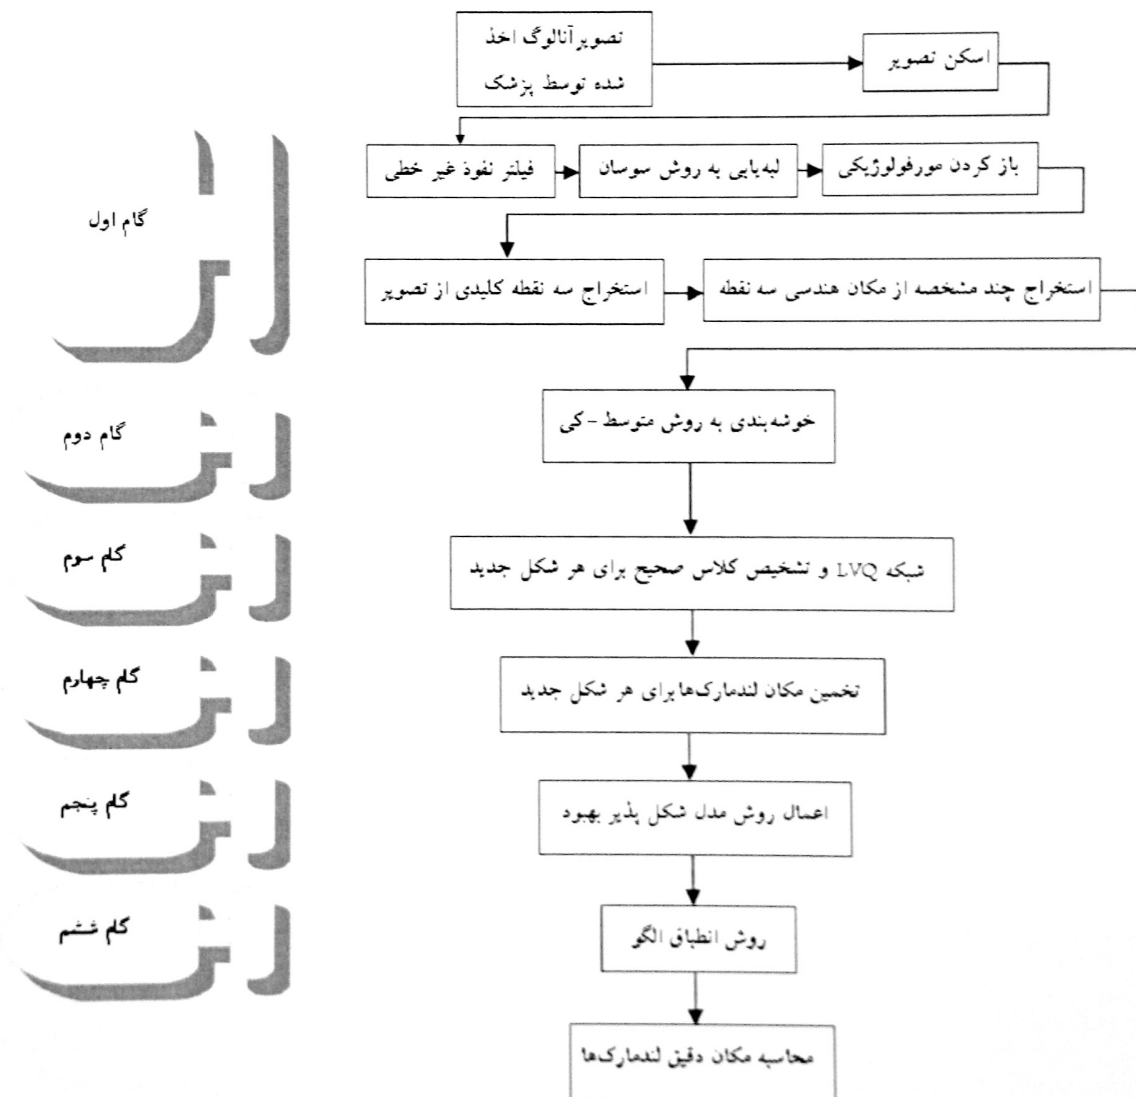 تصویر آنالوگ اخذ
شده توسط پزشک
اسکن تصویر
فیلتر نفوذ غیر خطی
لبه‌یابی به روش سوسان
باز کردن مورفولوژیکی
گام اول
استخراج سه نقطه کلیدی از تصویر
استخراج چند مشخصه از مکان هندسی سه نقطه
گام دوم
خوشه‌بندی به روش متوسط -کی
گام سوم
شبکه LVQ و تشخیص کلاس صحیح برای هر شکل جدید
گام چهارم
تخمین مکان لندمارک‌ها برای هر شکل جدید
گام پنجم
اعمال روش مدل شکل پذیر بهبود
گام ششم
روش انطباق الگو
محاسبه مکان دقیق لندمارک‌ها